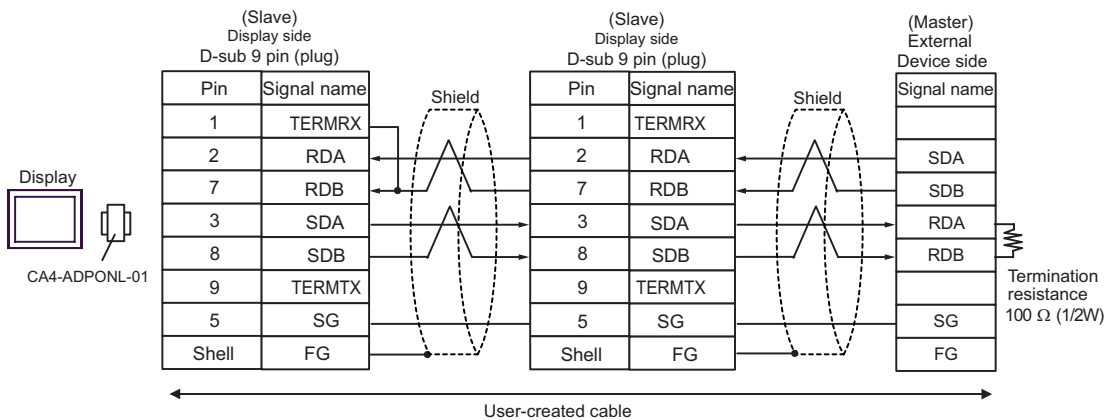 (Slave)
Display side
D-sub 9 pin (plug)
Pin Signal name
1 TERMRX
2 RDA
7 RDB
3 SDA
8 SDB
9 TERMTX
5 SG
Shell FG
Shield
(Slave)
Display side
D-sub 9 pin (plug)
Pin Signal name
1 TERMRX
2 RDA
7 RDB
3 SDA
8 SDB
9 TERMTX
5 SG
Shell FG
Shield
(Master)
External
Device side
Signal name
SDA
SDB
RDA
RDB
SG
FG
Termination
resistance
100 Ω (1/2W)
Display
CA4-ADPONL-01
User-created cable